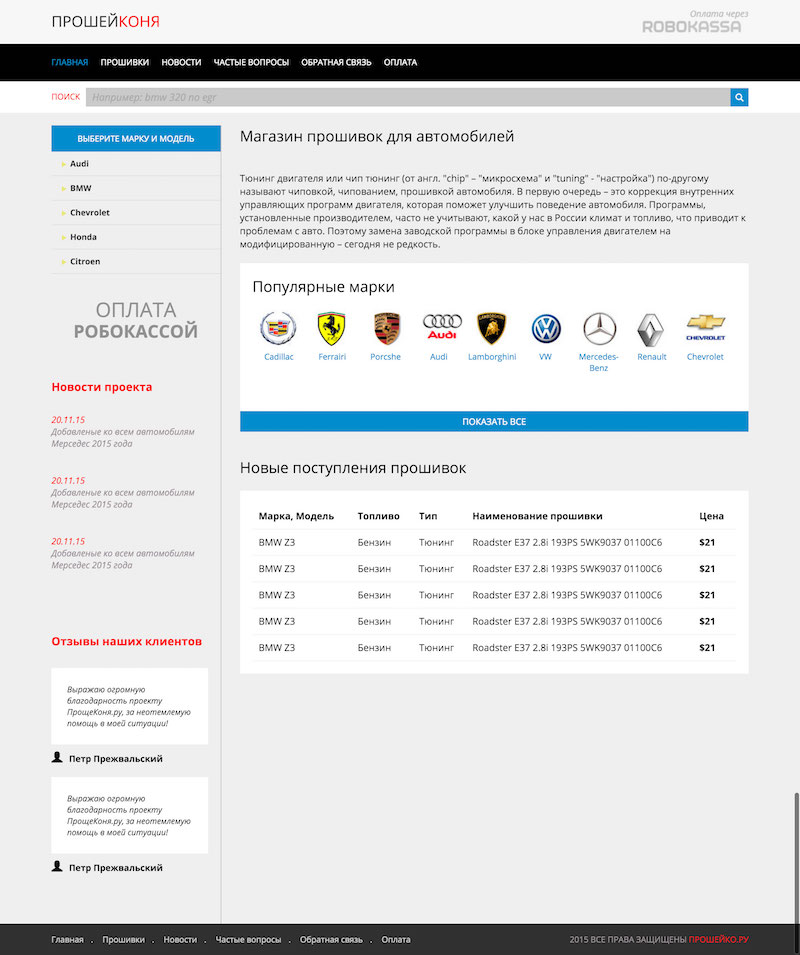 ПРОШЕЙКОНЯ
Оплата через
ROBOKASSA
ГЛАВНАЯ ПРОШИВКИ НОВОСТИ ЧАСТЫЕ ВОПРОСЫ ОБРАТНАЯ СВЯЗЬ ОПЛАТА
ПОИСК Например: bmw 320 no egr
ВЫБЕРИТЕ МАРКУ И МОДЕЛЬ
Audi
BMW
Chevrolet
Honda
Citroen
ОПЛАТА
РОБОКАССОЙ
Новости проекта
20.11.15
Добавленые ко всем автомобилям
Мерседес 2015 года
20.11.15
Добавленые ко всем автомобилям
Мерседес 2015 года
20.11.15
Добавленые ко всем автомобилям
Мерседес 2015 года
Отзывы наших клиентов
Выражаю огромную
благодарность проекту
ПрощеКоня.ру, за неотемлемую
помощь в моей ситуации!
Петр Прежвальский
Выражаю огромную
благодарность проекту
ПрощеКоня.ру, за неотемлемую
помощь в моей ситуации!
Петр Прежвальский
Магазин прошивок для автомобилей
Тюнинг двигателя или чип тюнинг (от англ. "chip" – "микросхема" и "tuning" - "настройка") по-другому
называют чиповкой, чипованием, прошивкой автомобиля. В первую очередь – это коррекция внутренних
управляющих программ двигателя, которая поможет улучшить поведение автомобиля. Программы,
установленные производителем, часто не учитывают, какой у нас в России климат и топливо, что приводит к
проблемам с авто. Поэтому замена заводской программы в блоке управления двигателем на
модифицированную – сегодня не редкость.
Популярные марки
Audi
LAMBORGHINI
CHEVROLET
Cadillac Ferrairi Porcshe Audi Lamborghini VW Mercedes-
Benz Renault Chevrolet
ПОКАЗАТЬ ВСЕ
Новые поступления прошивок
Марка, Модель Топливо Тип Наименование прошивки Цена
BMW Z3 Бензин Тюнинг Roadster E37 2.8i 193PS 5WK9037 01100C6 $21
BMW Z3 Бензин Тюнинг Roadster E37 2.8i 193PS 5WK9037 01100C6 $21
BMW Z3 Бензин Тюнинг Roadster E37 2.8i 193PS 5WK9037 01100C6 $21
BMW Z3 Бензин Тюнинг Roadster E37 2.8i 193PS 5WK9037 01100C6 $21
BMW Z3 Бензин Тюнинг Roadster E37 2.8i 193PS 5WK9037 01100C6 $21
Главная . Прошивки . Новости . Частые вопросы . Обратная связь . Оплата
2015 ВСЕ ПРАВА ЗАЩИЩЕНЫ ПРОШЕЙКО.РУ